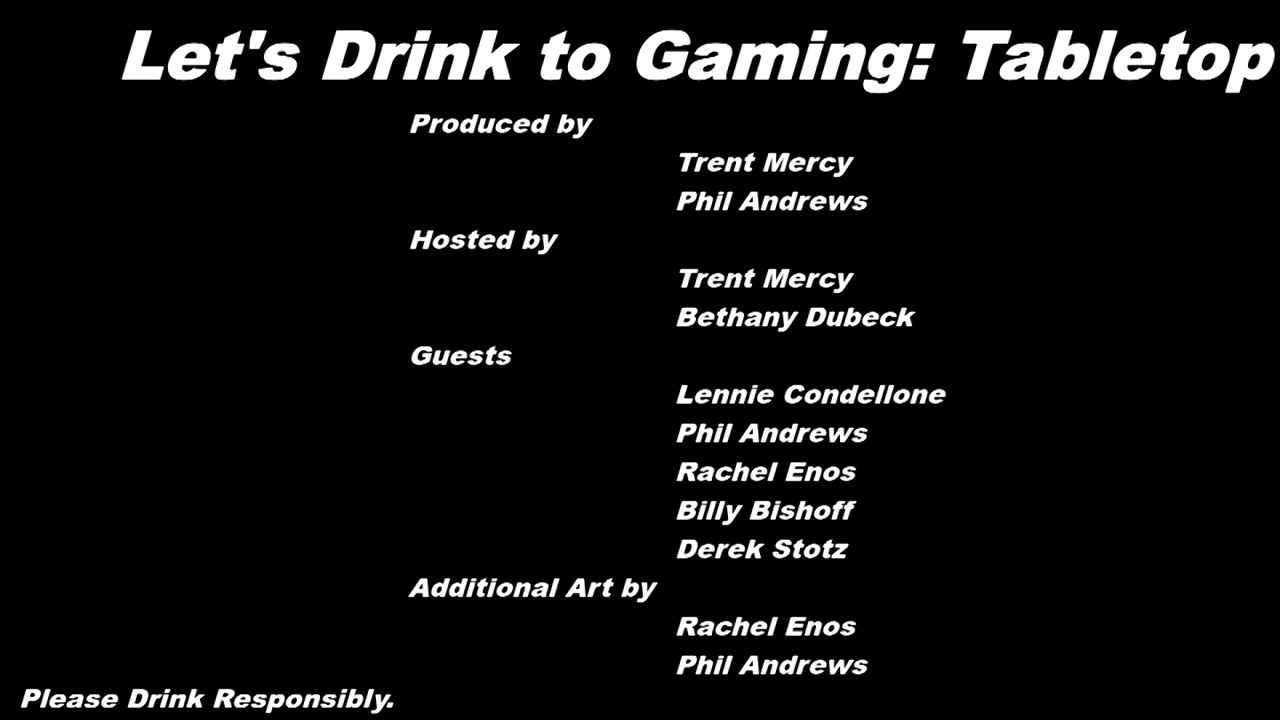 Let's Drink to Gaming: Tabletop
Produced by
Trent Mercy
Phil Andrews
Hosted by
Trent Mercy
Bethany Dubeck
Guests
Lennie Condellone
Phil Andrews
Rachel Enos
Billy Bishoff
Derek Stotz
Additional Art by
Rachel Enos
Phil Andrews
Please Drink Responsibly.